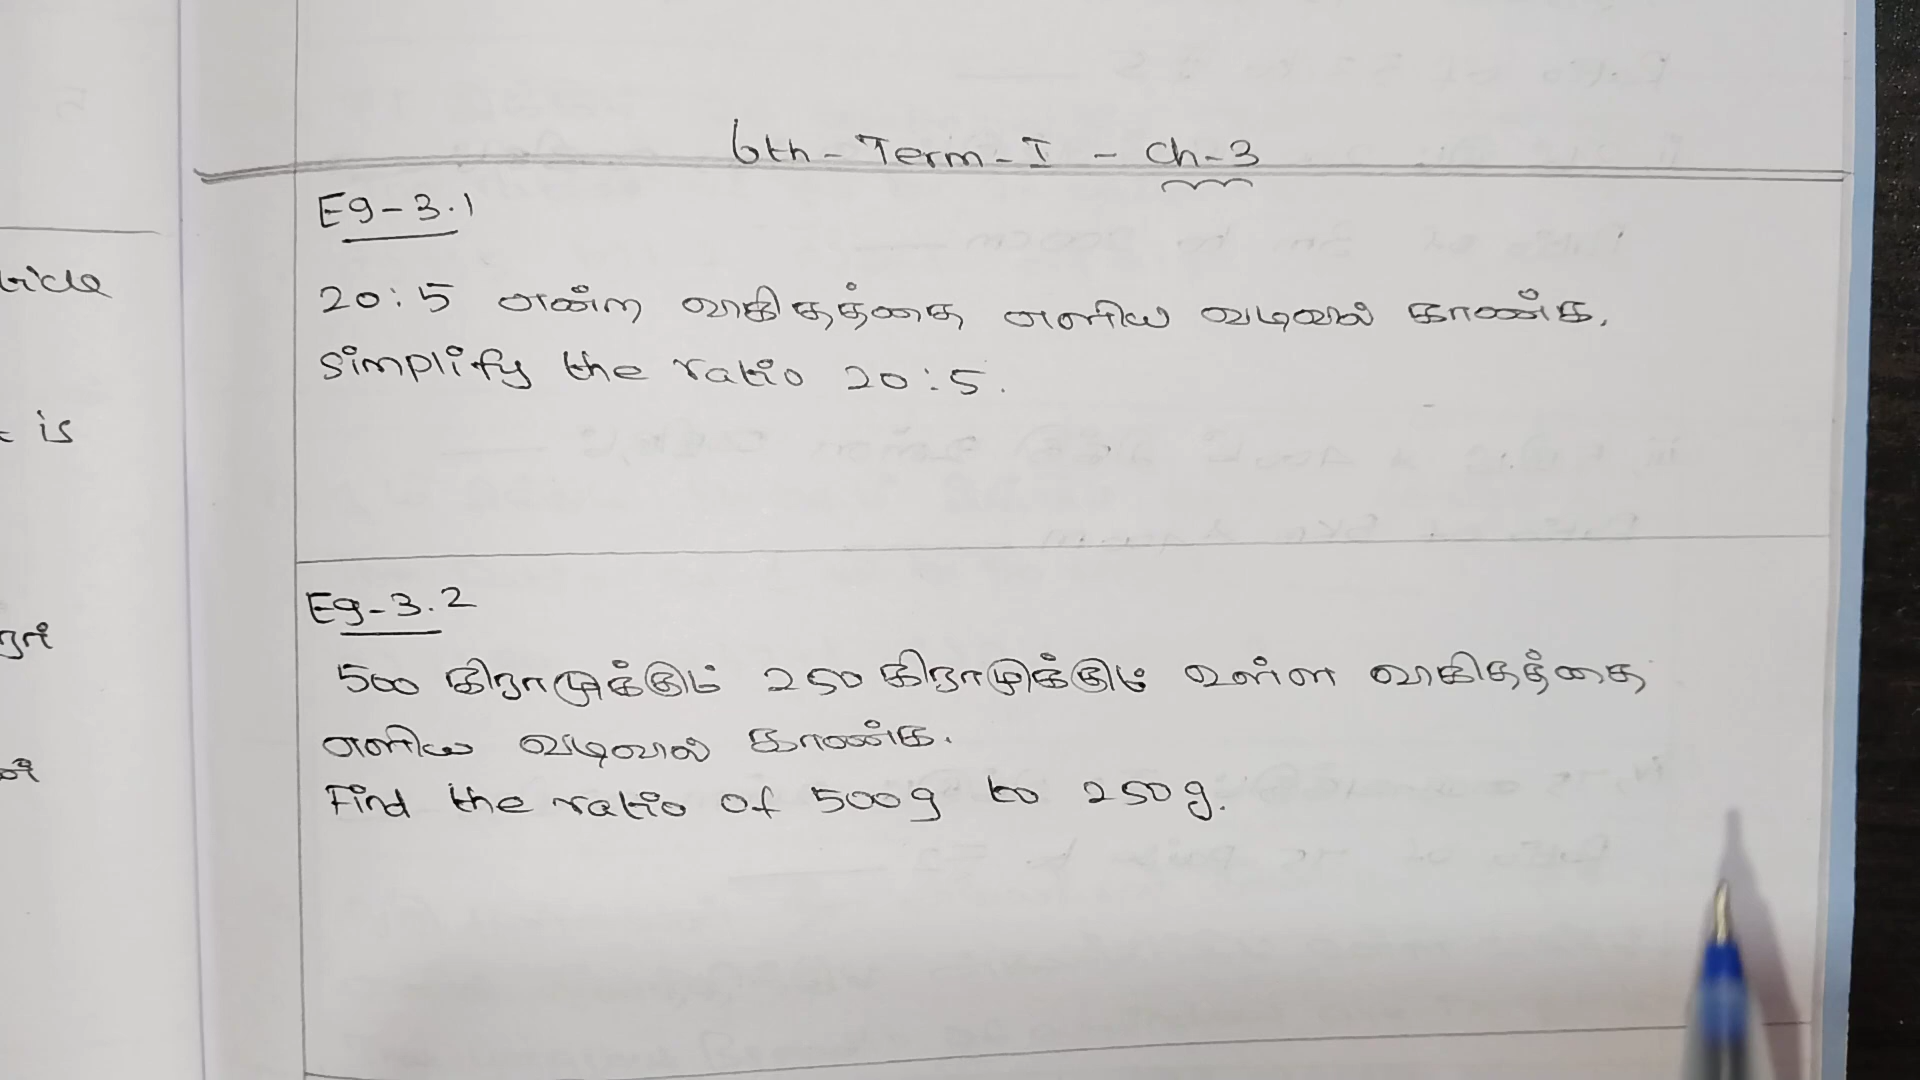 6th - Term - I - Ch-3
Eg-3.1
20:5 என்ற விகிதத்தை எளிய வடிவில் காண்க.
Simplify the ratio 20:5.
Eg-3.2
500 கிராமுக்கும் 250 கிராமுக்கும் உள்ள விகிதத்தை
எளிய வடிவில் காண்க.
Find the ratio of 500g to 250g.
is